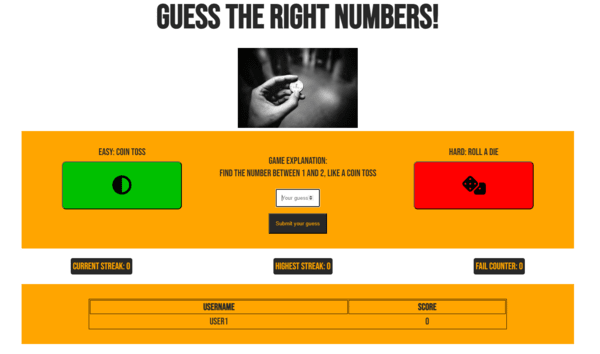 GUESS THE RIGHT NUMBERS!
EASY: COIN TOSS
GAME EXPLANATION:
FIND THE NUMBER BETWEEN 1 AND 2, LIKE A COIN TOSS
HARD: ROLL A DIE
Your guess
Submit your guess
CURRENT STREAK: 0
HIGHEST STREAK: 0
FAIL COUNTER: 0
USERNAME SCORE
USER1 0